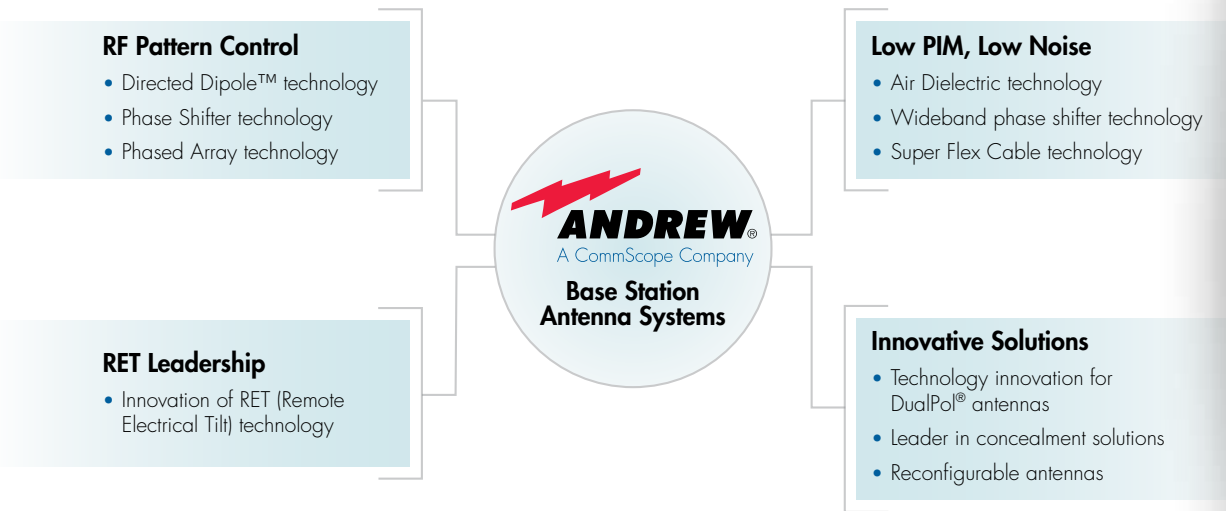 RF Pattern Control
• Directed Dipole™ technology
• Phase Shifter technology
• Phased Array technology
Low PIM, Low Noise
• Air Dielectric technology
• Wideband phase shifter technology
• Super Flex Cable technology
ANDREW®
A CommScope Company
Base Station
Antenna Systems
RET Leadership
• Innovation of RET (Remote
Electrical Tilt) technology
Innovative Solutions
• Technology innovation for
DualPol® antennas
• Leader in concealment solutions
• Reconfigurable antennas